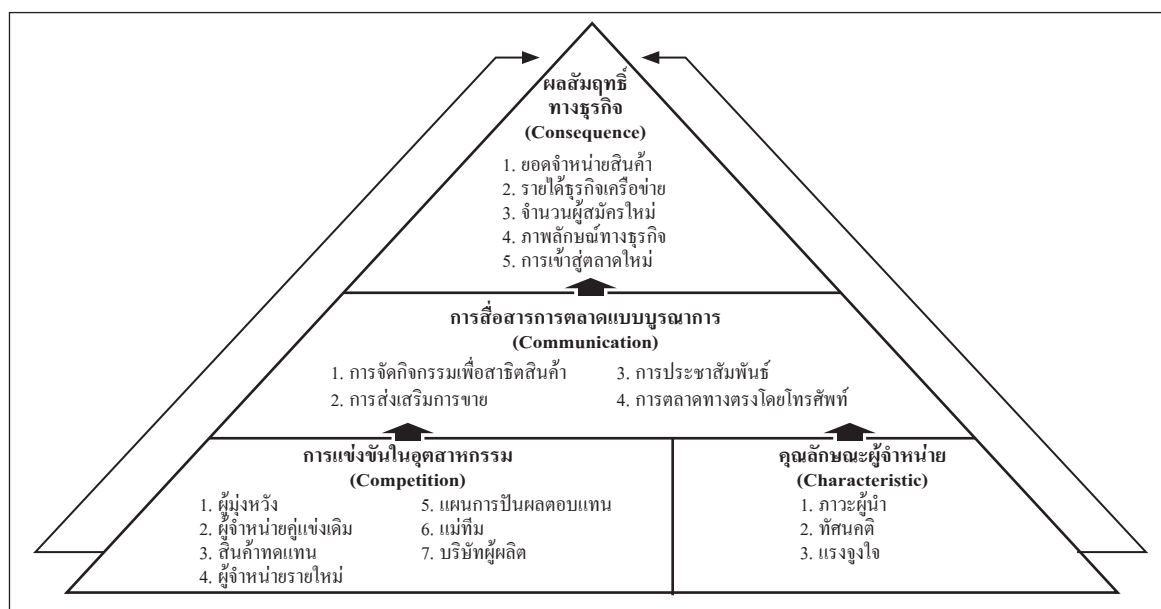 ผลสัมฤทธิ์
ทางธุรกิจ
(Consequence)
1. ยอดจำหน่ายสินค้า
2. รายได้ธุรกิจเครือข่าย
3. จำนวนผู้สมัครใหม่
4. ภาพลักษณ์ทางธุรกิจ
5. การเข้าสู่ตลาดใหม่
การสื่อสารการตลาดแบบบูรณาการ
(Communication)
1. การจัดกิจกรรมเพื่อสาธิตสินค้า
2. การส่งเสริมการขาย
3. การประชาสัมพันธ์
4. การตลาดทางตรงโดยโทรศัพท์
การแข่งขันในอุตสาหกรรม
(Competition)
1. ผู้มุ่งหวัง
2. ผู้จำหน่ายคู่แข่งเดิม
3. สินค้าทดแทน
4. ผู้จำหน่ายรายใหม่
5. แผนการปันผลตอบแทน
6. แม่ทีม
7. บริษัทผู้ผลิต
คุณลักษณะผู้จำหน่าย
(Characteristic)
1. ภาวะผู้นำ
2. ทัศนคติ
3. แรงจูงใจ